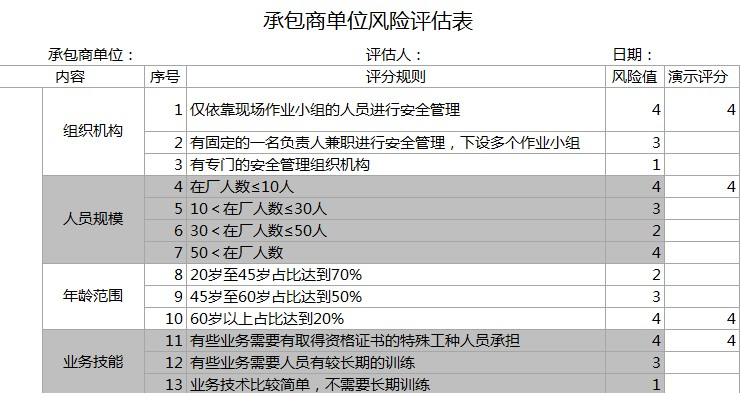 承包商单位风险评估表
承包商单位： 评估人： 日期：
内容 序号 评分规则 风险值 演示评分
组织机构
1 仅依靠现场作业小组的人员进行安全管理 4 4
2 有固定的一名负责人兼职进行安全管理，下设多个作业小组 3
3 有专门的安全管理组织机构 1
人员规模
4 在厂人数≤10人 4 4
5 10＜在厂人数≤30人 3
6 30＜在厂人数≤50人 2
7 50＜在厂人数 4
年龄范围
8 20岁至45岁占比达到70% 2
9 45岁至60岁占比达到50% 3
10 60岁以上占比达到20% 4 4
业务技能
11 有些业务需要有取得资格证书的特殊工种人员承担 4 4
12 有些业务需要人员有较长期的训练 3
13 业务技术比较简单，不需要长期训练 1